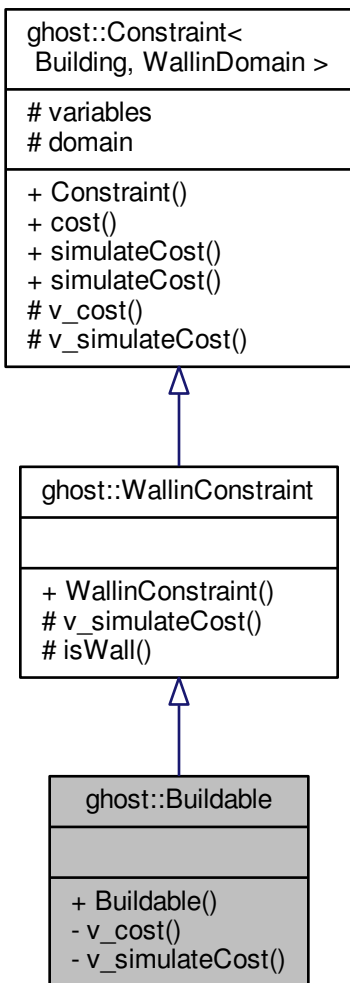 ghost::Constraint<
Building, WallinDomain >
# variables
# domain
+ Constraint()
+ cost()
+ simulateCost()
+ simulateCost()
# v_cost()
# v_simulateCost()
ghost::WallinConstraint
+ WallinConstraint()
# v_simulateCost()
# isWall()
ghost::Buildable
+ Buildable()
- v_cost()
- v_simulateCost()